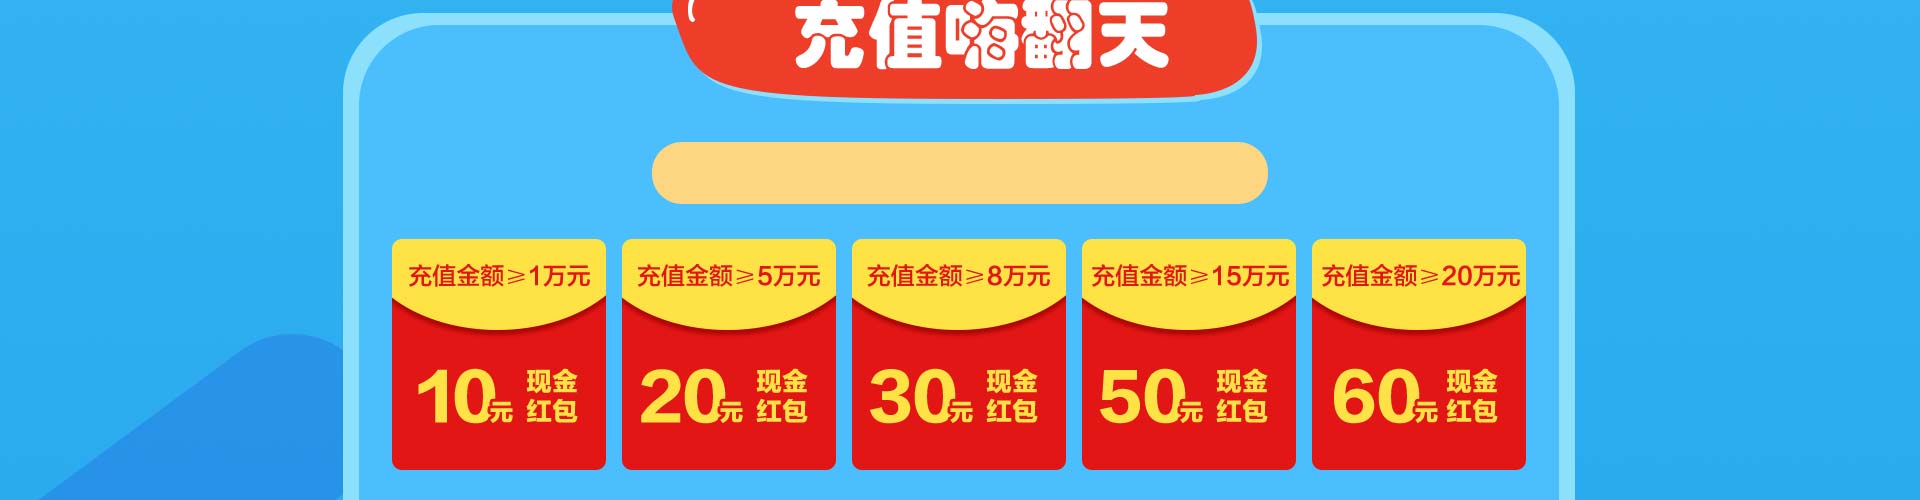 充值嗨翻天
充值金额≥1万元
10元 现金红包
充值金额≥5万元
20元 现金红包
充值金额≥8万元
30元 现金红包
充值金额≥15万元
50元 现金红包
充值金额≥20万元
60元 现金红包